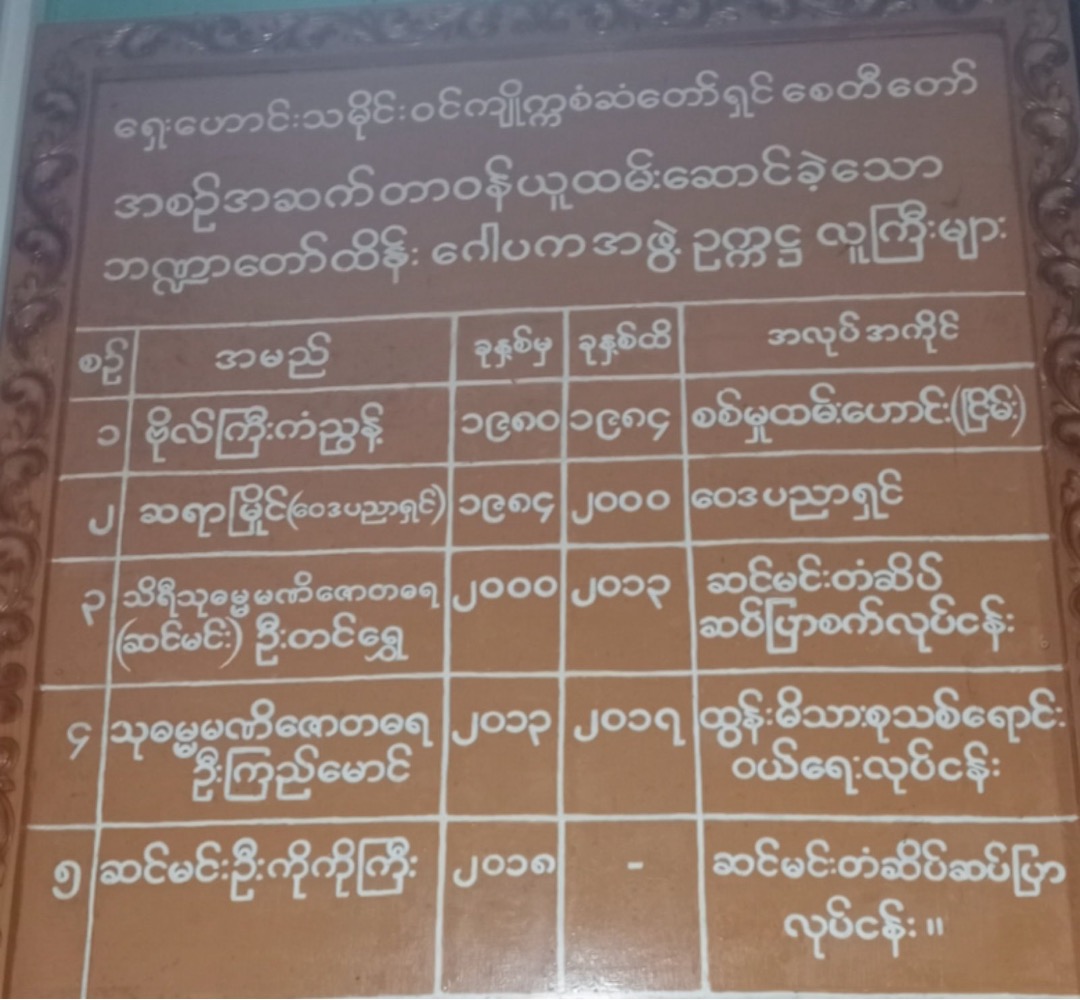 ရှေးဟောင်းသမိုင်းဝင်ကျိုက္ကစံဆံတော်ရှင်စေတီတော်
အစဉ်အဆက်တာဝန်ယူထမ်းဆောင်ခဲ့သော
ဘဏ္ဍာတော်ထိန်း ဂေါပကအဖွဲ့ ဥက္ကဋ္ဌ လူကြီးများ
စဉ် အမည် ခုနှစ်မှ ခုနှစ်ထိ အလုပ်အကိုင်
၁ ဗိုလ်ကြီးကံညွန့် ၁၉၈၀ ၁၉၈၄ စစ်မှုထမ်းဟောင်း(ငြိမ်း)
၂ ဆရာမြိုင်(ဝေဒပညာရှင်) ၁၉၈၄ ၂၀၀၀ ဝေဒပညာရှင်
၃ သီရိသုဓမ္မမဏိဇောတဓရ ၂၀၀၀ ၂၀၁၃ ဆင်မင်းတံဆိပ်
(ဆင်မင်း) ဦးတင်ရွှေ ဆပ်ပြာစက်လုပ်ငန်း
၄ သုဓမ္မမဏိဇောတဓရ ၂၀၁၃ ၂၀၁၇ ထွန်းမိသားစုသစ်ရောင်း
ဦးကြည်မောင် ဝယ်ရေးလုပ်ငန်း
၅ ဆင်မင်းဦးကိုကိုကြီး ၂၀၁၈ - ဆင်မင်းတံဆိပ်ဆပ်ပြာ
လုပ်ငန်း ။